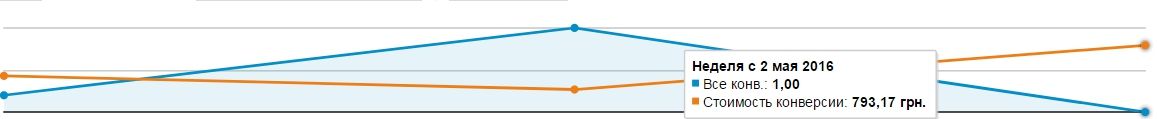 Неделя с 2 мая 2016
Все конв.: 1,00
Стоимость конверсии: 793,17 грн.